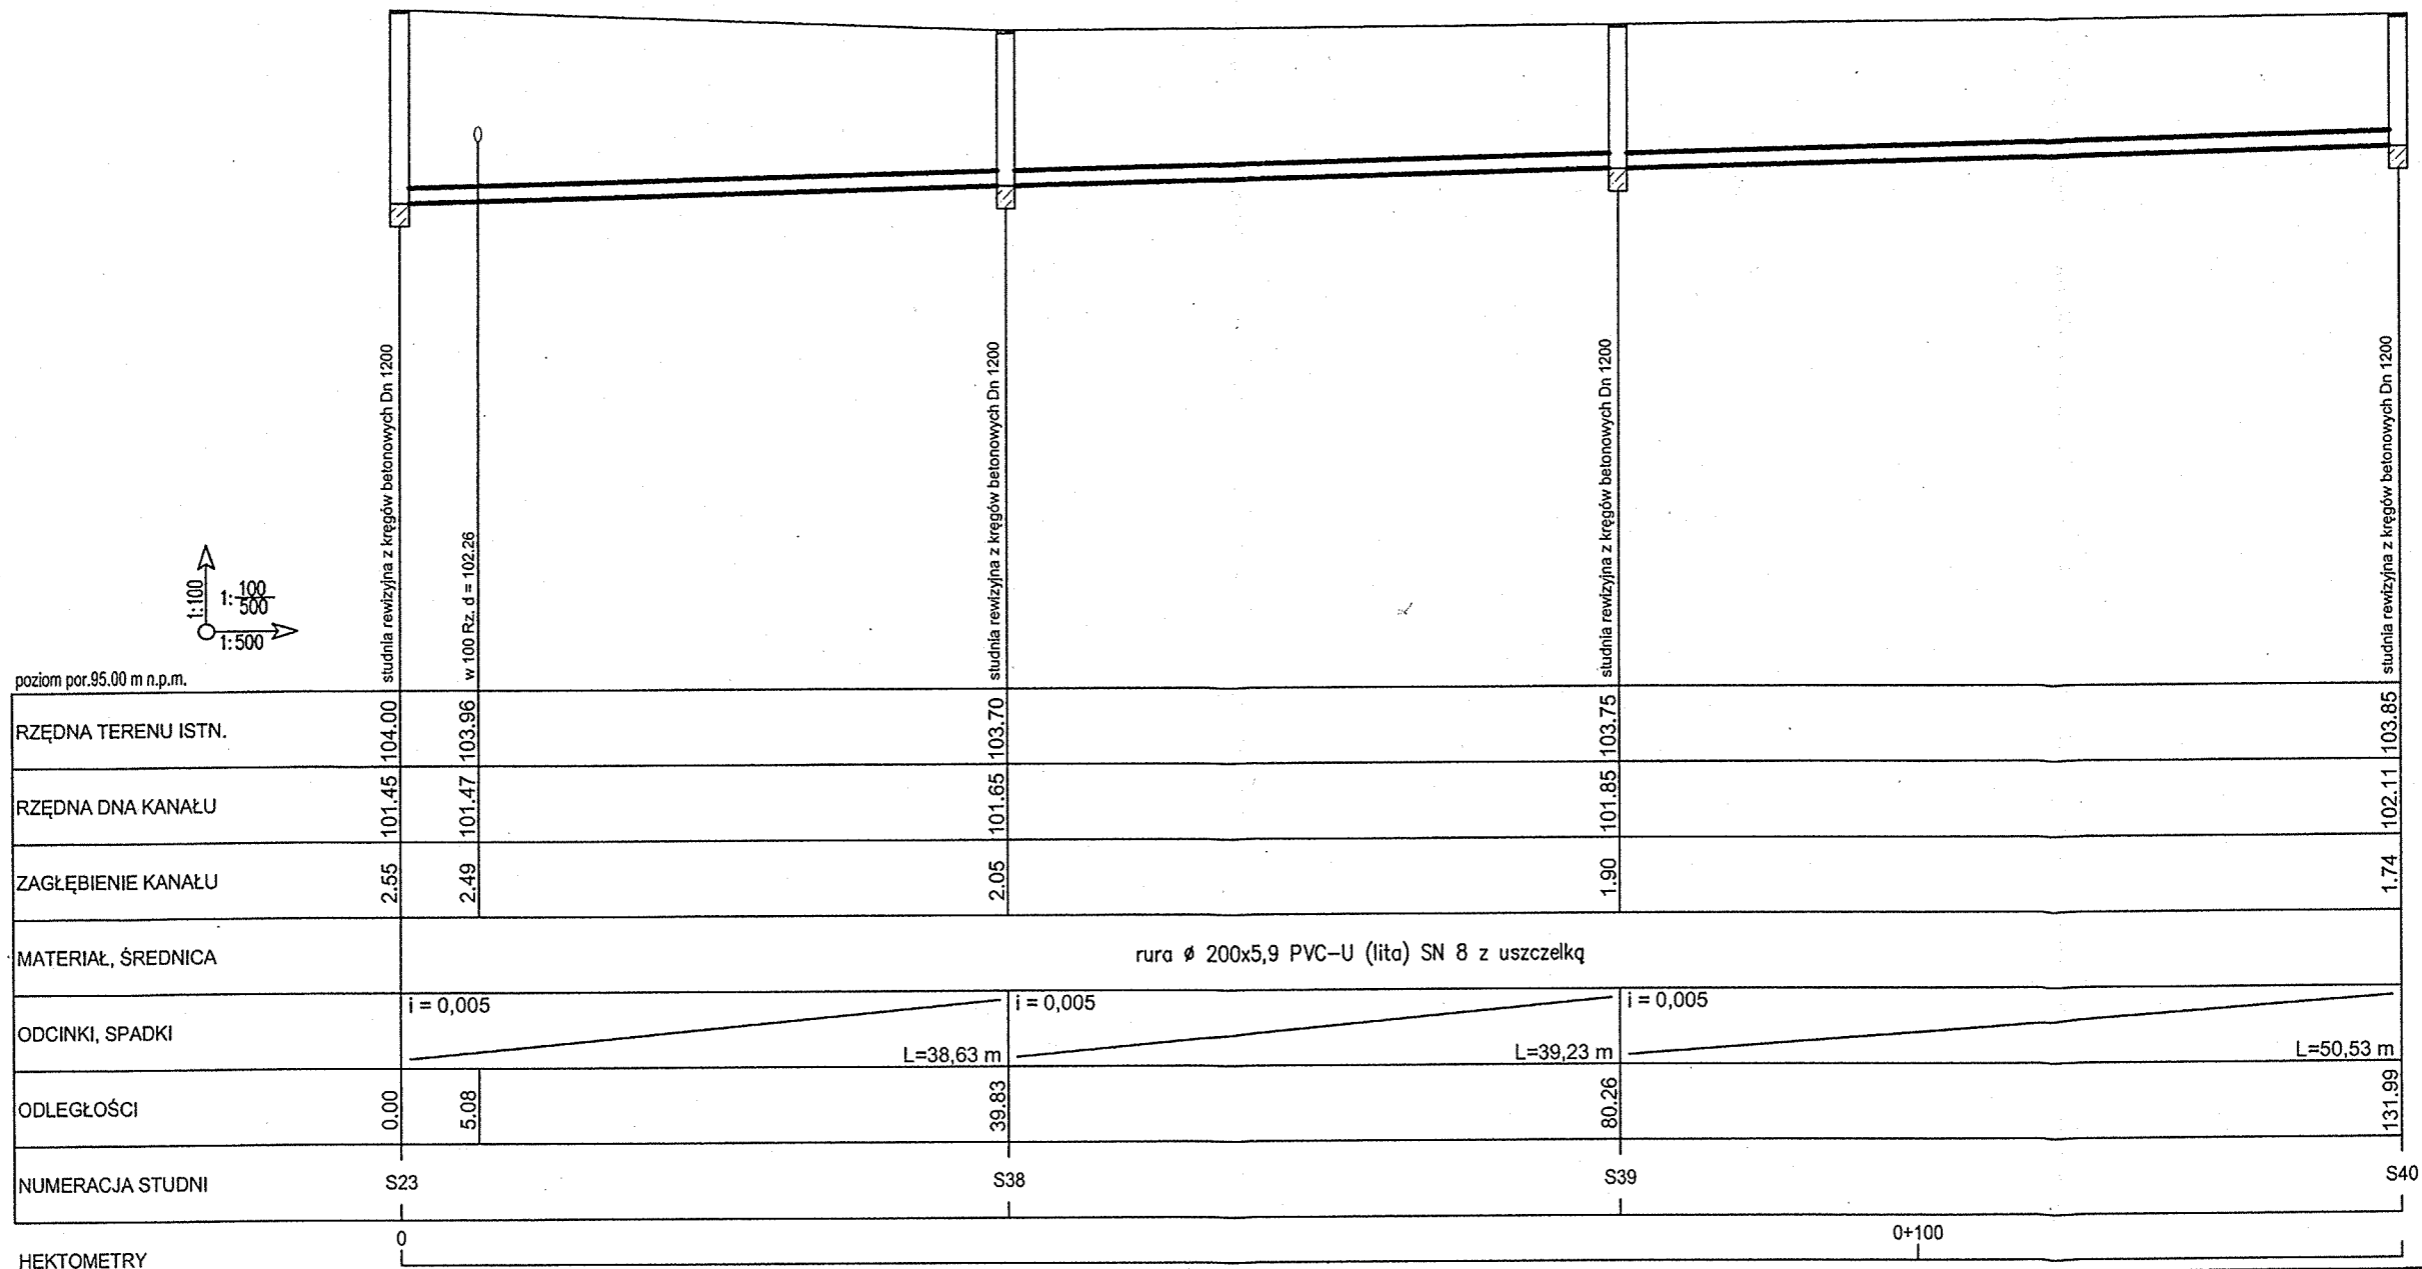 studnia rewizyjna z kręgów betonowych Dn 1200
w 100 Rz. d = 102.26
studnia rewizyjna z kręgów betonowych Dn 1200
studnia rewizyjna z kręgów betonowych Dn 1200
studnia rewizyjna z kręgów betonowych Dn 1200
1:100
1:100/500
1:500
poziom por.95.00 m n.p.m.
RZĘDNA TERENU ISTN. 104.00 103.96 103.70 103.75 103.85
RZĘDNA DNA KANAŁU 101.45 101.47 101.65 101.85 102.11
ZAGŁĘBIENIE KANAŁU 2.55 2.49 2.05 1.90 1.74
MATERIAŁ, ŚREDNICA rura ø 200x5,9 PVC-U (lita) SN 8 z uszczelką
ODCINKI, SPADKI
i = 0,005 L=38,63 m
i = 0,005 L=39,23 m
i = 0,005 L=50,53 m
ODLEGŁOŚCI 0.00 5.08 39.83 80.26 131.99
NUMERACJA STUDNI S23 S38 S39 S40
HEKTOMETRY 0 0+100